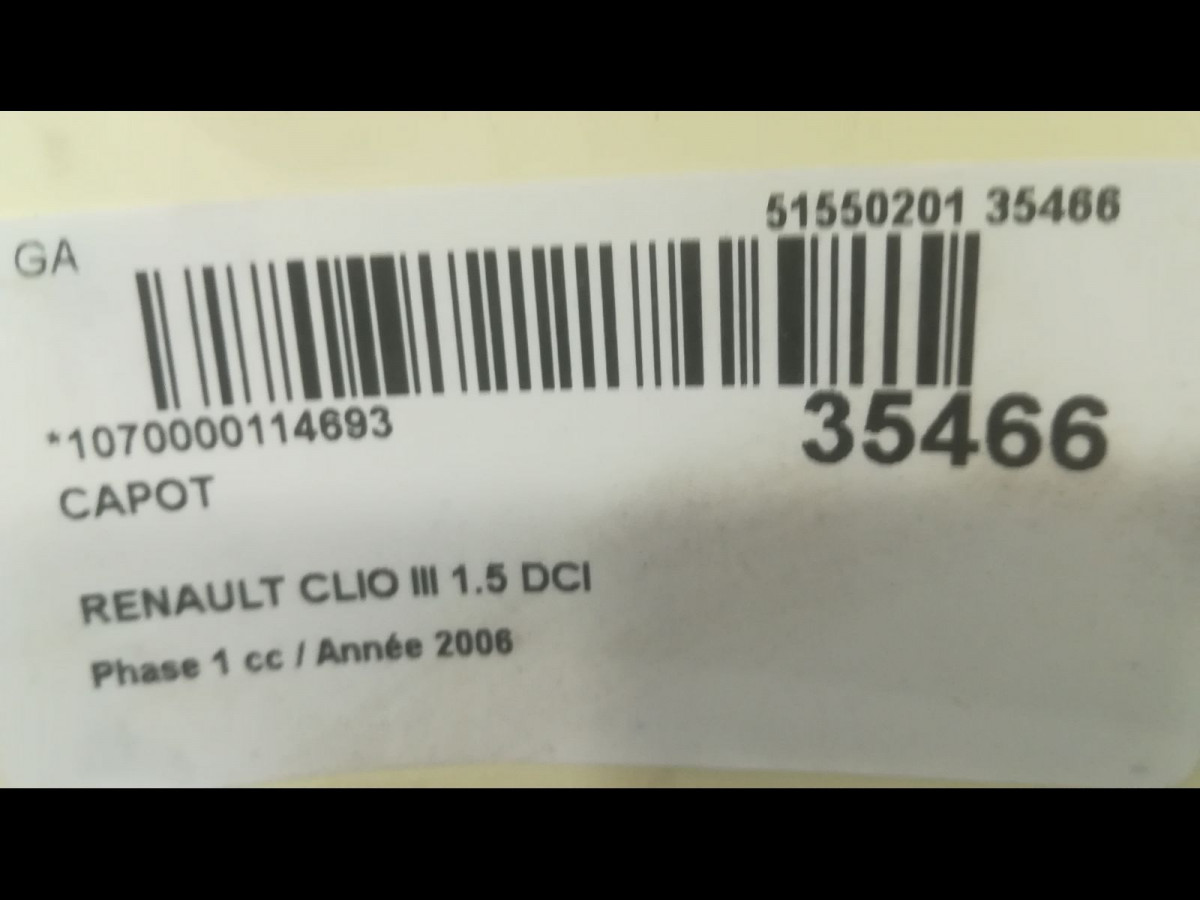 51550201 35466
GA
*1070000114693
35466
CAPOT
RENAULT CLIO III 1.5 DCI
Phase 1 cc / Année 2006